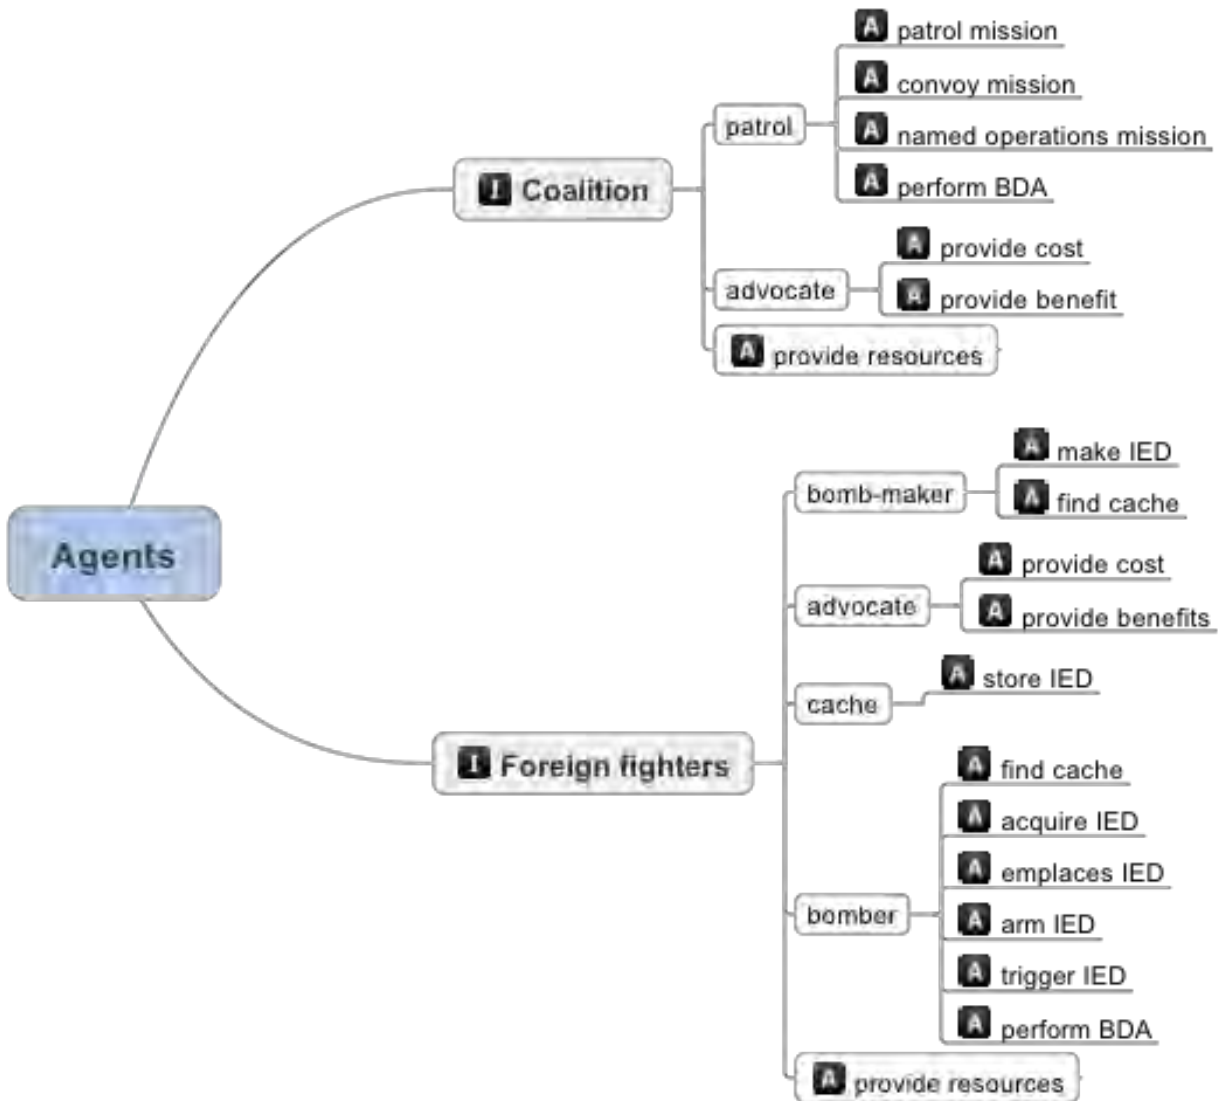 A patrol mission
A convoy mission
patrol
A named operations mission
A perform BDA
I Coalition
A provide cost
advocate
A provide benefit
A provide resources
A make IED
bomb-maker
A find cache
Agents
A provide cost
advocate
A provide benefits
A store IED
cache
I Foreign fighters
A find cache
A acquire IED
A emplaces IED
bomber
A arm IED
A trigger IED
A perform BDA
A provide resources